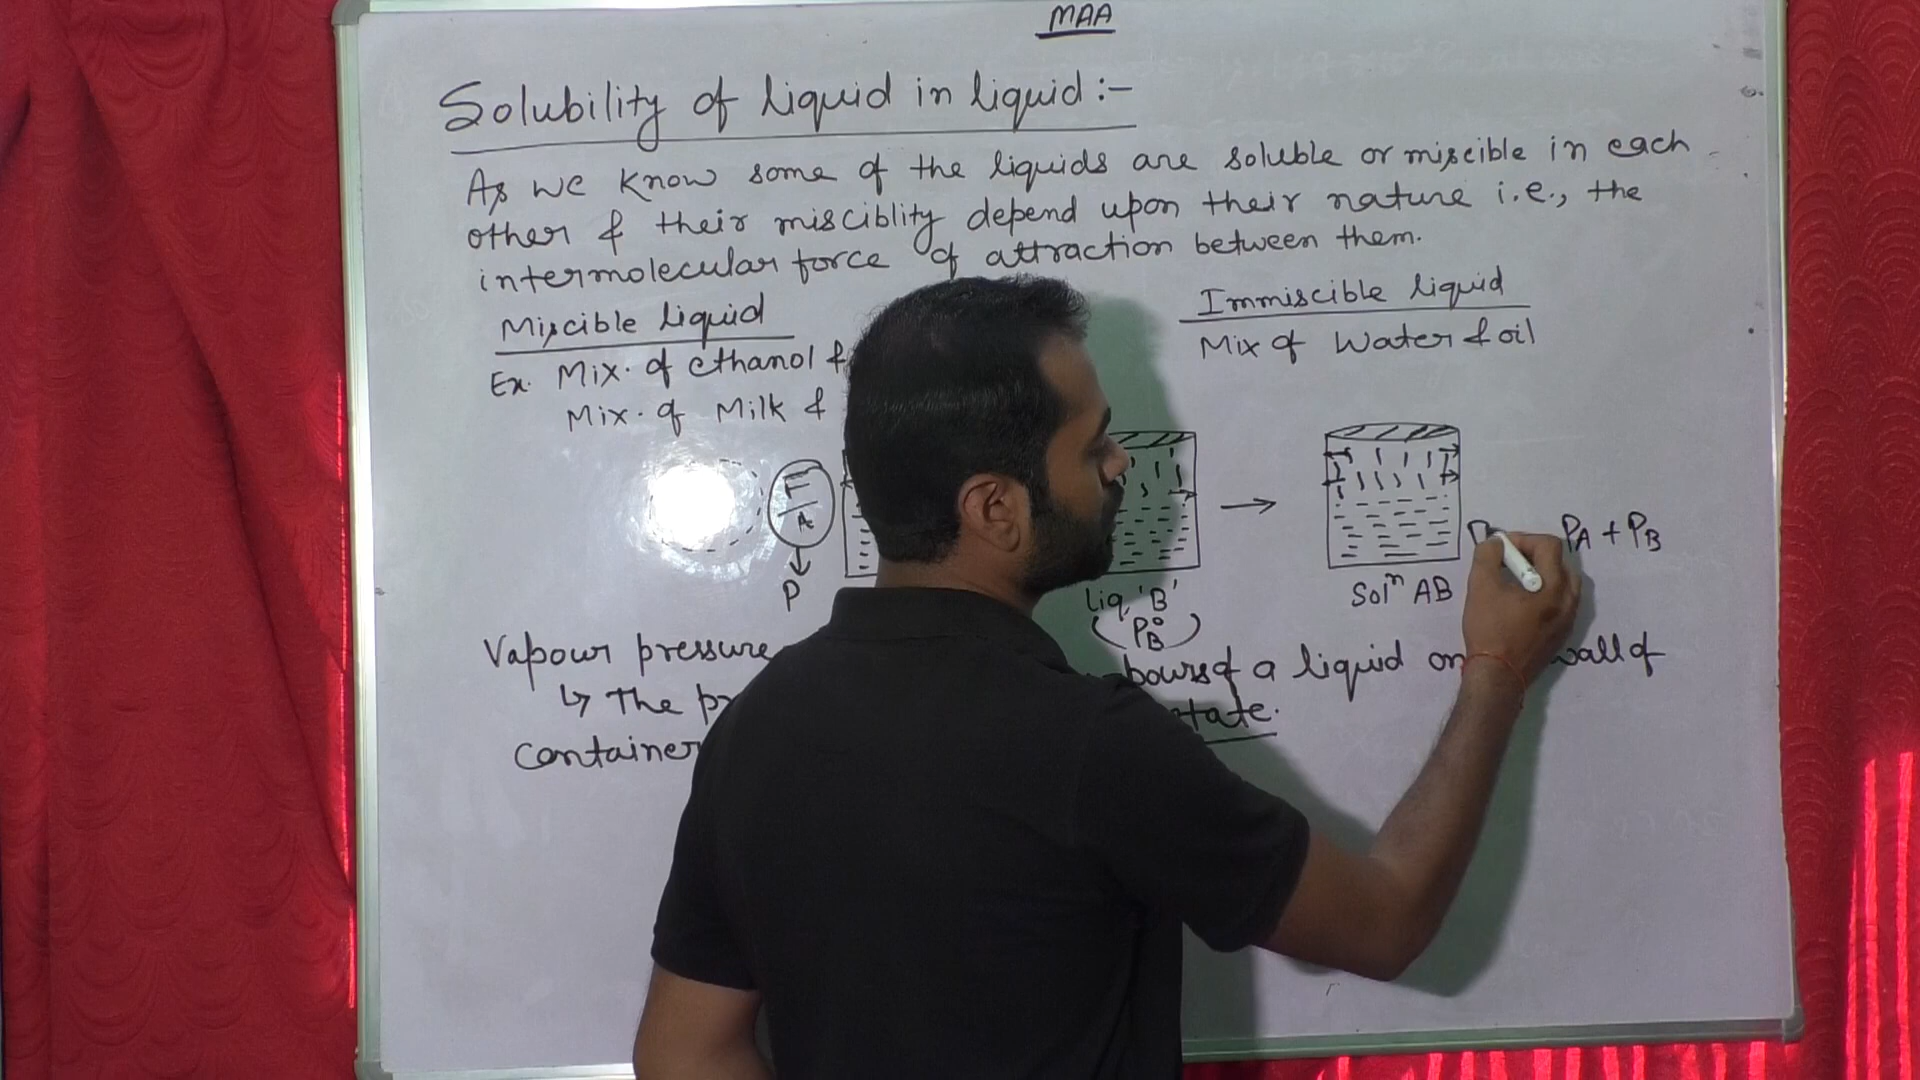 MAA
Solubility of liquid in liquid :-
As we know some of the liquids are soluble or miscible in each
other & their misciblity depend upon their nature i.e., the
intermolecular force of attraction between them.
Miscible liquid
Immiscible liquid
Ex. Mix. of ethanol &
Mix of Water & oil
Mix. of Milk &
F/A
P
PA + PB
Liq. 'B'
(P°B)
Solⁿ AB
Vapour pressure
of a liquid on wall of
↳ The
state.
Container